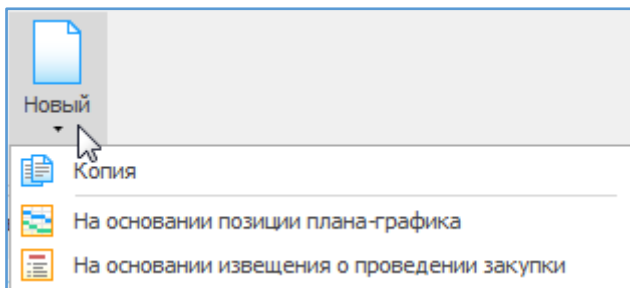 Новый
Копия
На основании позиции плана-графика
На основании извещения о проведении закупки